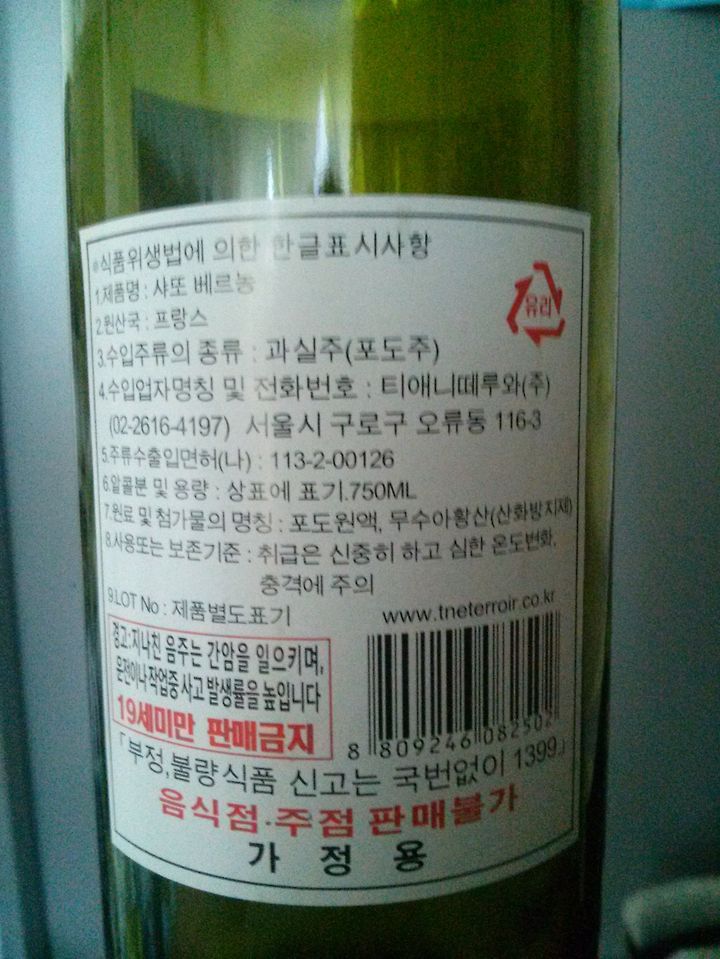 *식품위생법에 의한 한글표시사항
1.제품명 : 샤또 베르농
2.원산국 : 프랑스
유리
3.수입주류의 종류 : 과실주(포도주)
4.수입업자명칭 및 전화번호 : 티애니떼루와(주)
(02-2616-4197) 서울시 구로구 오류동 116-3
5.주류수출입면허(나) : 113-2-00126
6.알콜분 및 용량 : 상표에 표기.750ML
7.원료 및 첨가물의 명칭 : 포도원액, 무수아황산(산화방지제)
8.사용또는 보존기준 : 취급은 신중히 하고 심한 온도변화.
충격에 주의
9.LOT No : 제품별도표기
www.tneterroir.co.kr
경고:지나친 음주는 간암을 일으키며,
운전이나 작업중 사고 발생률을 높입니다
19세미만 판매금지
8 809246 082502
「부정,불량식품 신고는 국번없이 1399」
음식점·주점 판매불가
가 정 용